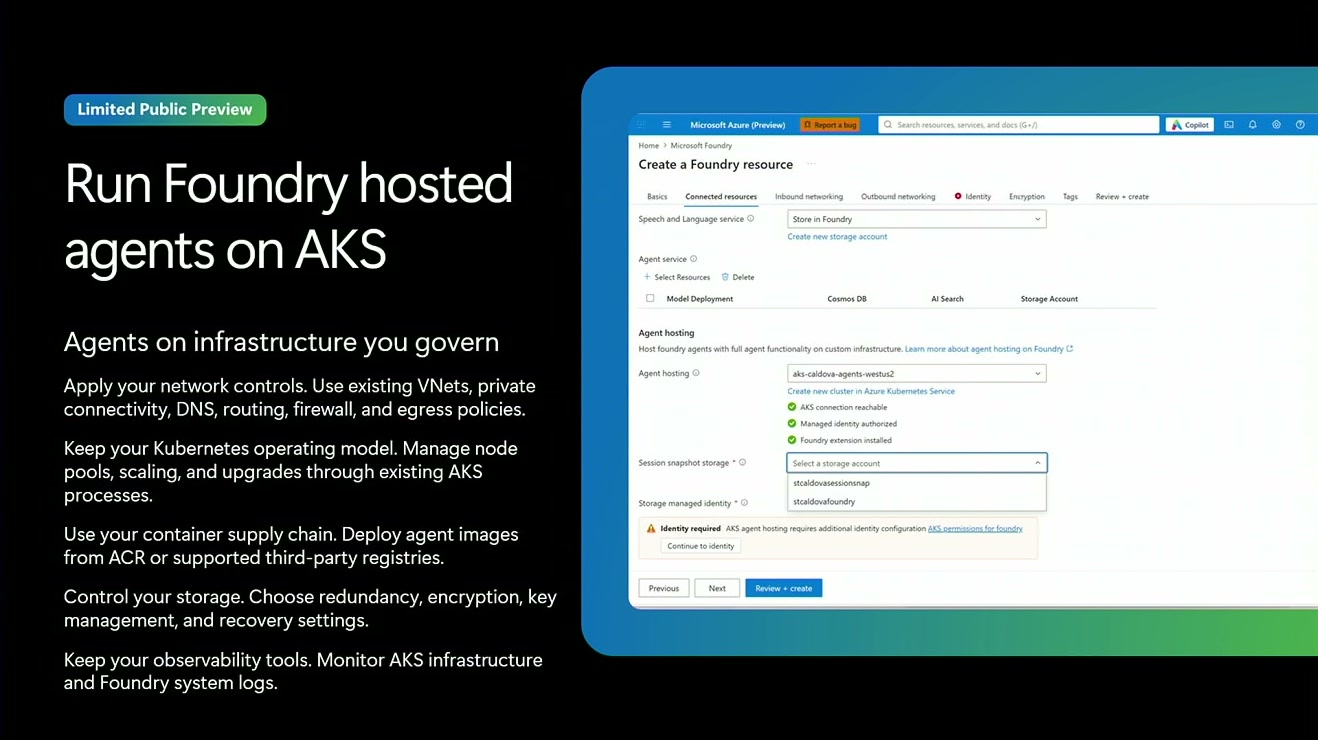 Limited Public Preview
Run Foundry hosted
agents on AKS
Agents on infrastructure you govern
Apply your network controls. Use existing VNets, private
connectivity, DNS, routing, firewall, and egress policies.
Keep your Kubernetes operating model. Manage node
pools, scaling, and upgrades through existing AKS
processes.
Use your container supply chain. Deploy agent images
from ACR or supported third-party registries.
Control your storage. Choose redundancy, encryption, key
management, and recovery settings.
Keep your observability tools. Monitor AKS infrastructure
and Foundry system logs.
Microsoft Azure (Preview) Report a bug Search resources, services, and docs (G+/) Copilot
Home > Microsoft Foundry
Create a Foundry resource ...
Basics Connected resources Inbound networking Outbound networking Identity Encryption Tags Review + create
Speech and Language service Store in Foundry
Create new storage account
Agent service
+ Select Resources Delete
Model Deployment Cosmos DB AI Search Storage Account
Agent hosting
Host foundry agents with full agent functionality on custom infrastructure. Learn more about agent hosting on Foundry
Agent hosting aks-caldova-agents-westus2
Create new cluster in Azure Kubernetes Service
AKS connection reachable
Managed identity authorized
Foundry extension installed
Session snapshot storage * Select a storage account
stcaldovasessionsnap
stcaldovafoundry
Storage managed identity *
Identity required AKS agent hosting requires additional identity configuration AKS permissions for foundry
Continue to identity
Previous Next Review + create